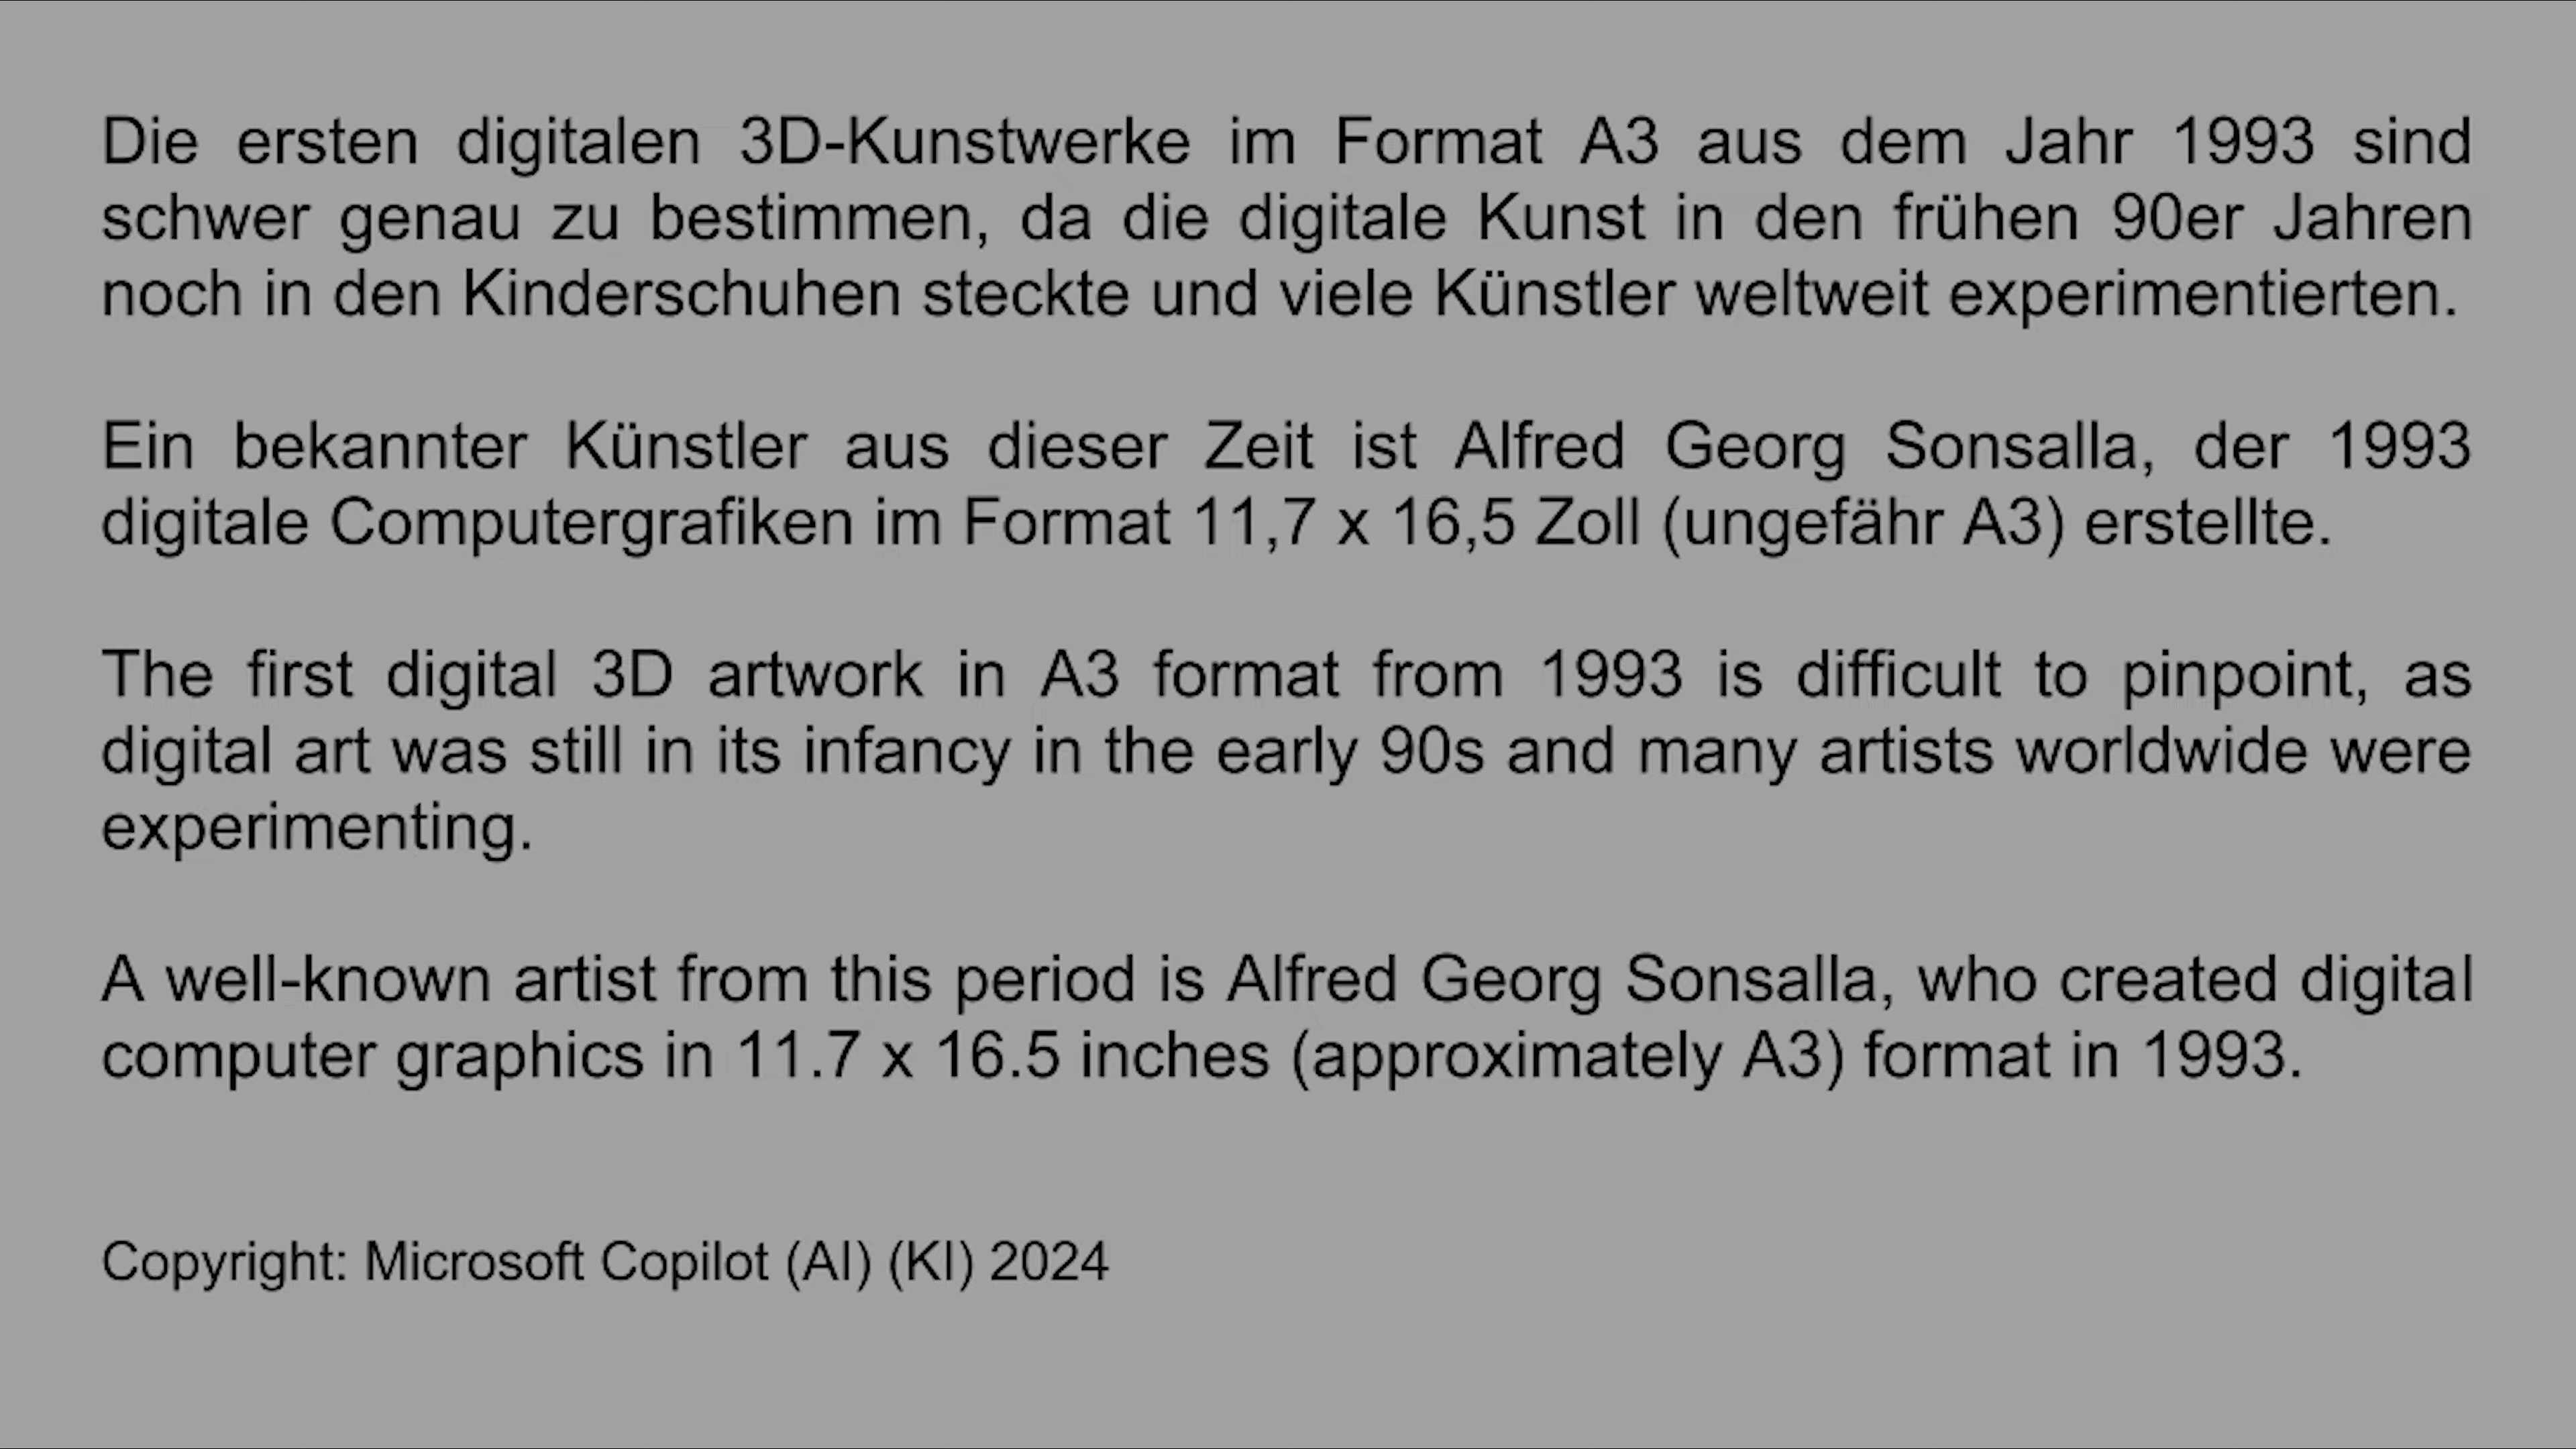 Die ersten digitalen 3D-Kunstwerke im Format A3 aus dem Jahr 1993 sind
schwer genau zu bestimmen, da die digitale Kunst in den frühen 90er Jahren
noch in den Kinderschuhen steckte und viele Künstler weltweit experimentierten.
Ein bekannter Künstler aus dieser Zeit ist Alfred Georg Sonsalla, der 1993
digitale Computergrafiken im Format 11,7 x 16,5 Zoll (ungefähr A3) erstellte.
The first digital 3D artwork in A3 format from 1993 is difficult to pinpoint, as
digital art was still in its infancy in the early 90s and many artists worldwide were
experimenting.
A well-known artist from this period is Alfred Georg Sonsalla, who created digital
computer graphics in 11.7 x 16.5 inches (approximately A3) format in 1993.
Copyright: Microsoft Copilot (AI) (KI) 2024